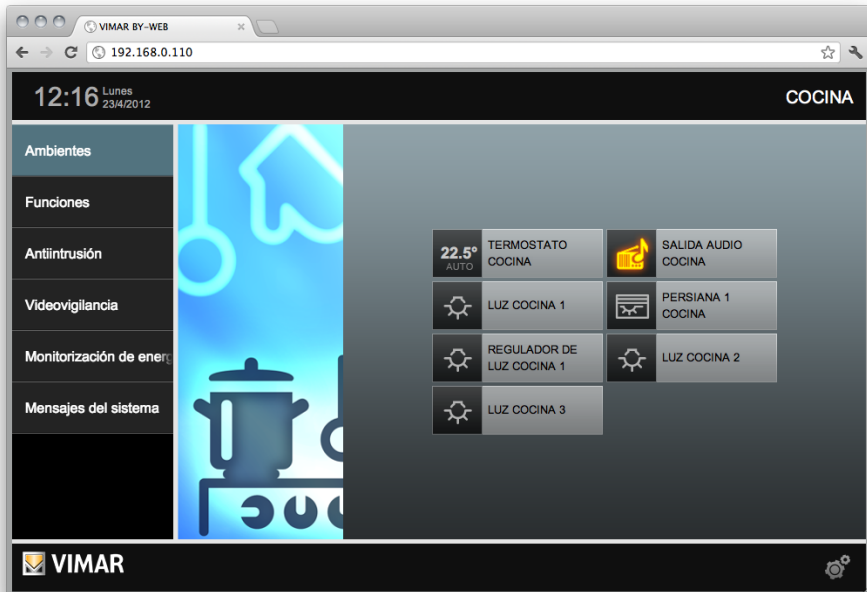 VIMAR BY-WEB
192.168.0.110
12:16
Lunes
23/4/2012
COCINA
Ambientes
Funciones
Antiintrusión
Videovigilancia
Monitorización de energ
Mensajes del sistema
22.5°
AUTO
TERMOSTATO
COCINA
SALIDA AUDIO
COCINA
LUZ COCINA 1
PERSIANA 1
COCINA
REGULADOR DE
LUZ COCINA 1
LUZ COCINA 2
LUZ COCINA 3
VIMAR